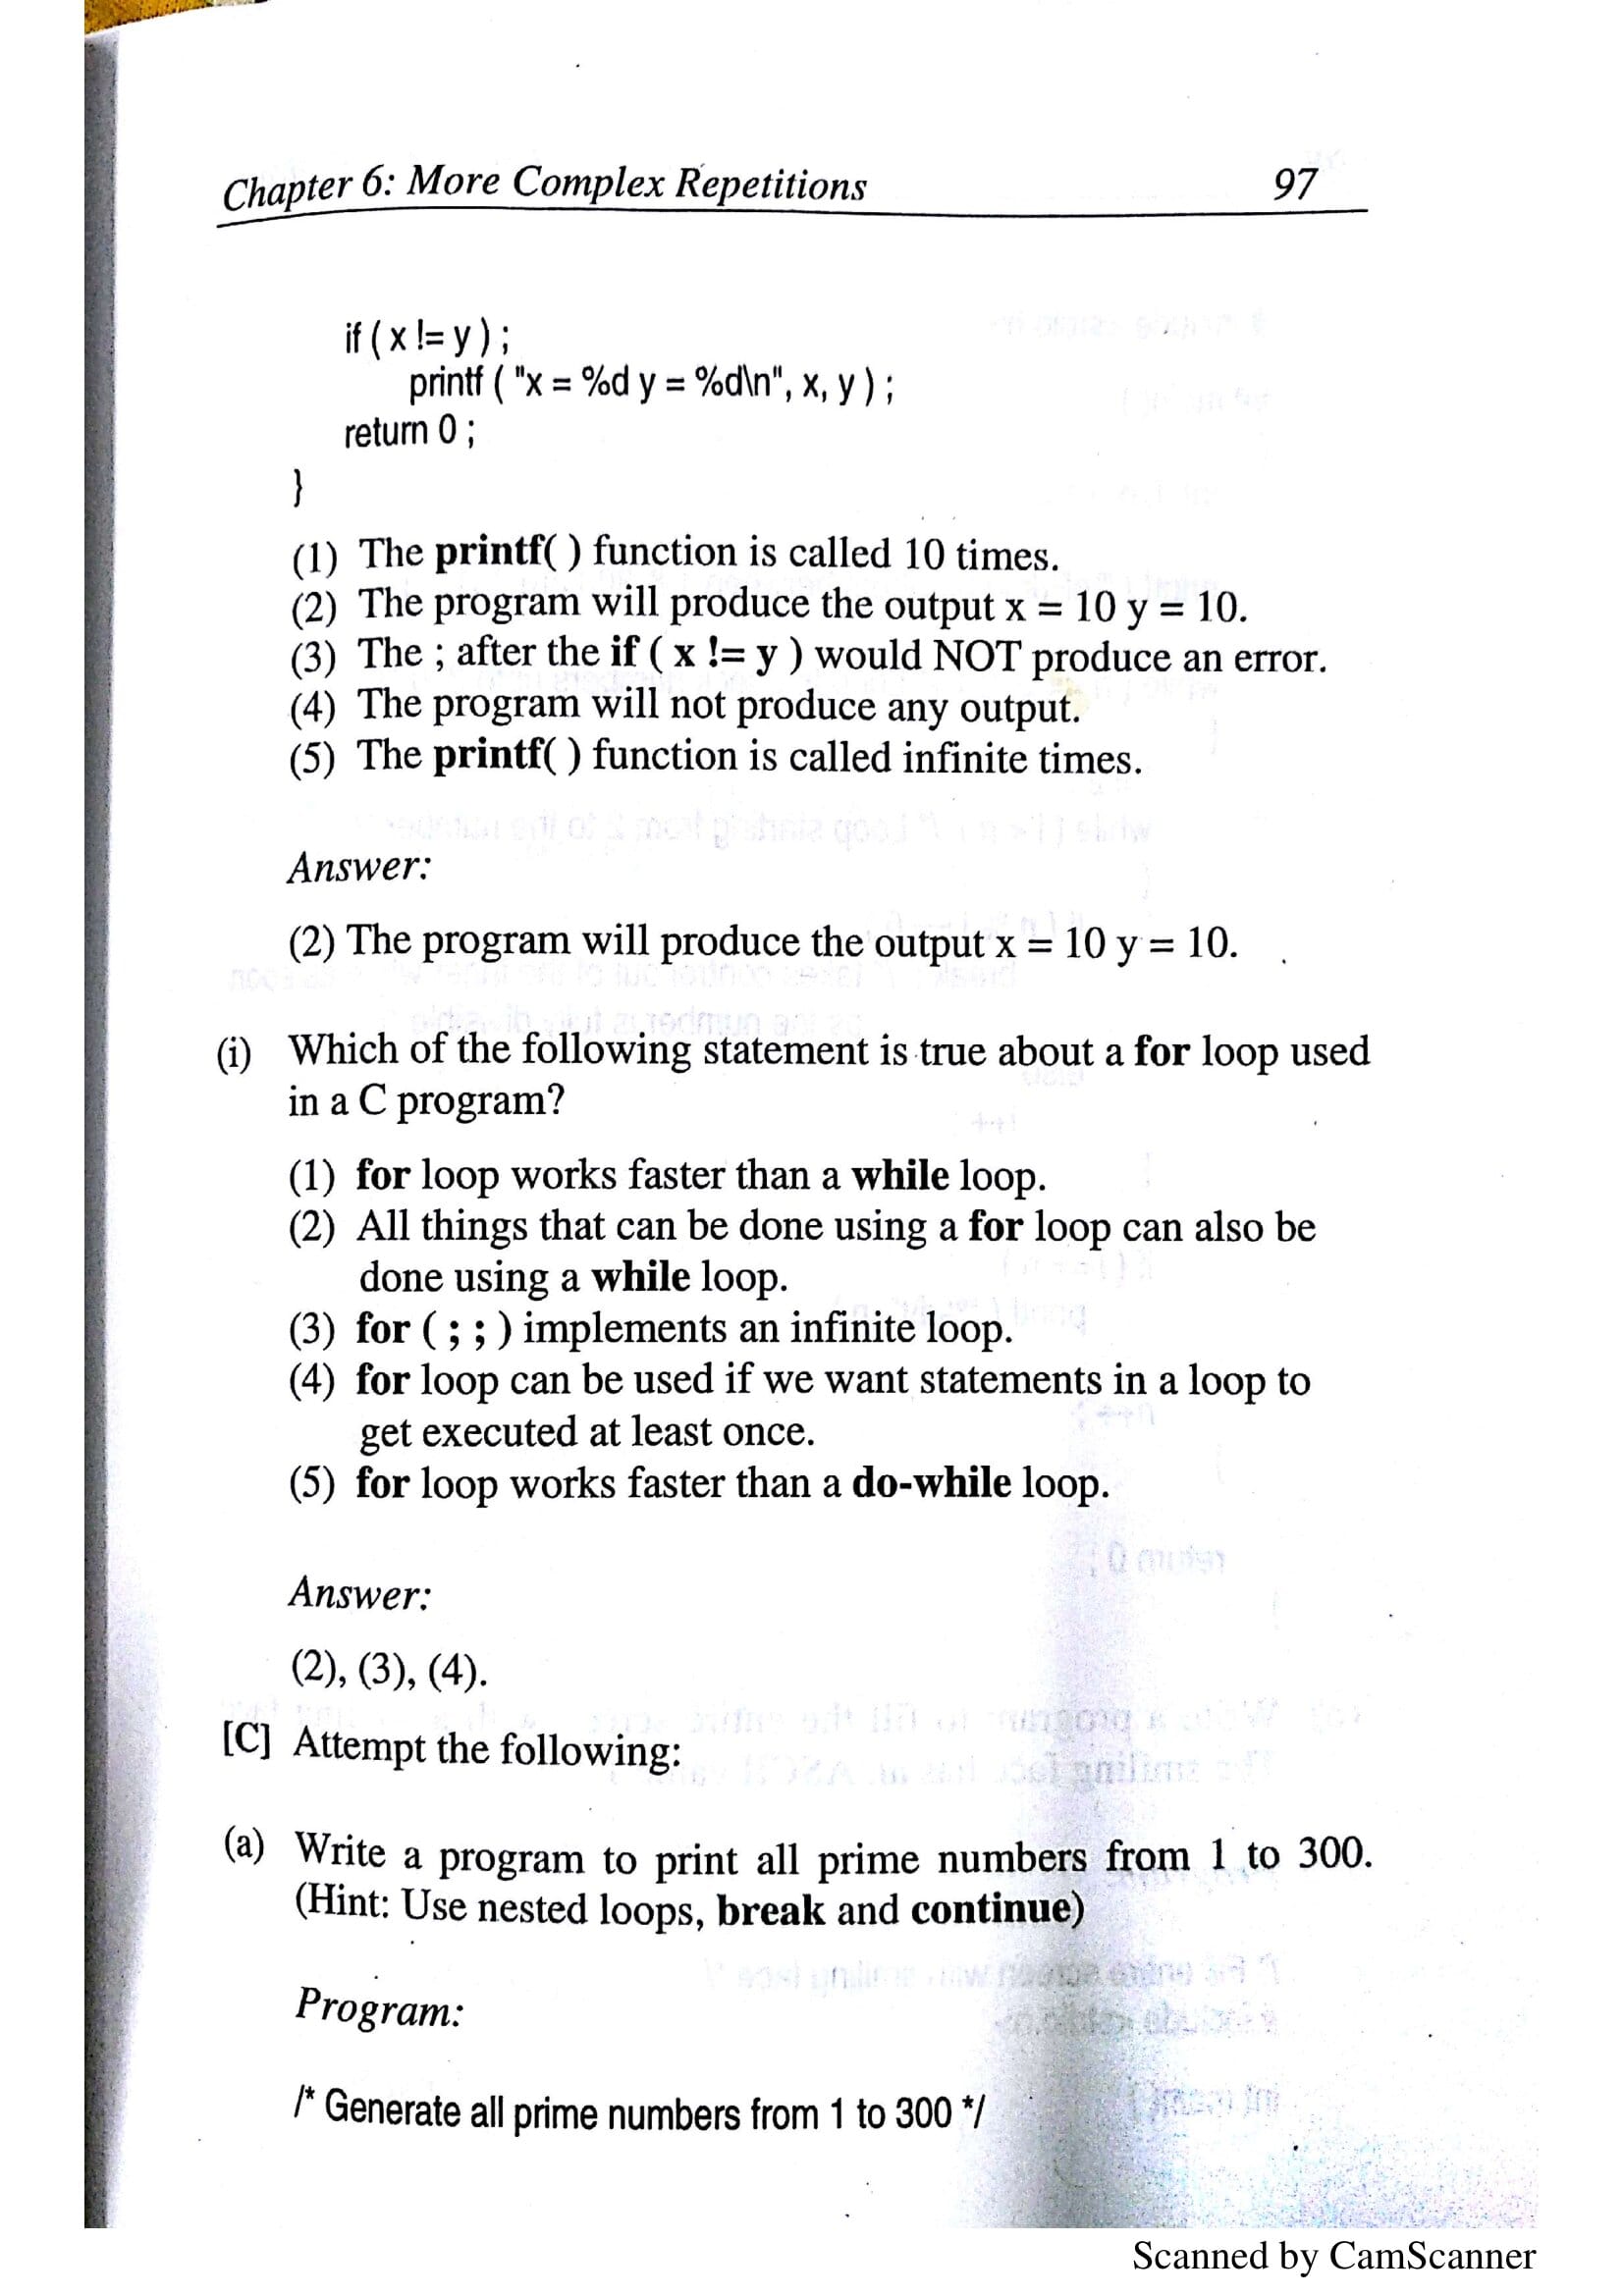 Chapter 6: More Complex Repetitions 97
if ( x != y ) ;
printf ( "x = %d y = %d\n", x, y ) ;
return 0 ;
}
(1) The printf( ) function is called 10 times.
(2) The program will produce the output x = 10 y = 10.
(3) The ; after the if ( x != y ) would NOT produce an error.
(4) The program will not produce any output.
(5) The printf( ) function is called infinite times.
Answer:
(2) The program will produce the output x = 10 y = 10.
(i) Which of the following statement is true about a for loop used
in a C program?
(1) for loop works faster than a while loop.
(2) All things that can be done using a for loop can also be
done using a while loop.
(3) for ( ; ; ) implements an infinite loop.
(4) for loop can be used if we want statements in a loop to
get executed at least once.
(5) for loop works faster than a do-while loop.
Answer:
(2), (3), (4).
[C] Attempt the following:
(a) Write a program to print all prime numbers from 1 to 300.
(Hint: Use nested loops, break and continue)
Program:
/* Generate all prime numbers from 1 to 300 */
Scanned by CamScanner